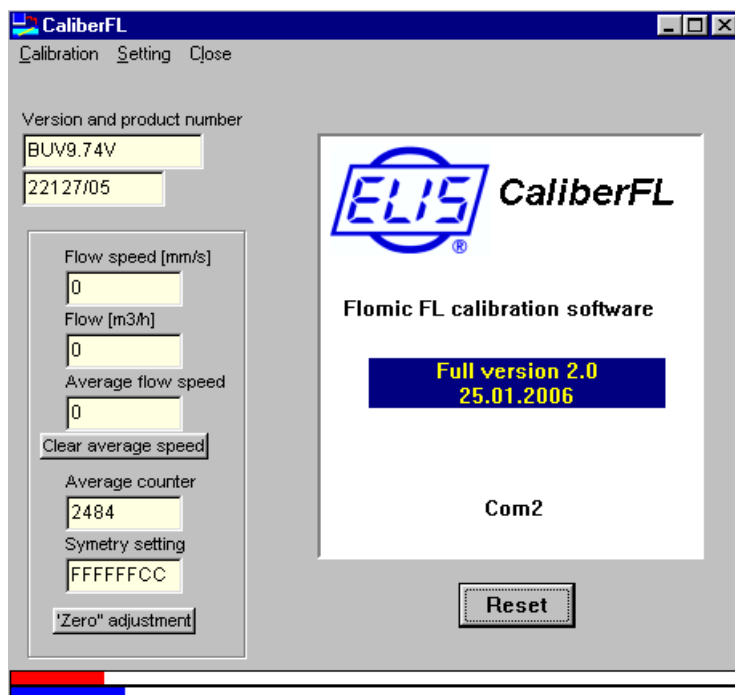 CaliberFL
Calibration Setting Close
Version and product number
BUV9.74V
22127/05
Flow speed [mm/s]
0
Flow [m3/h]
0
Average flow speed
0
Clear average speed
Average counter
2484
Symetry setting
FFFFFFCC
'Zero" adjustment
ELIS
®
CaliberFL
Flomic FL calibration software
Full version 2.0
25.01.2006
Com2
Reset